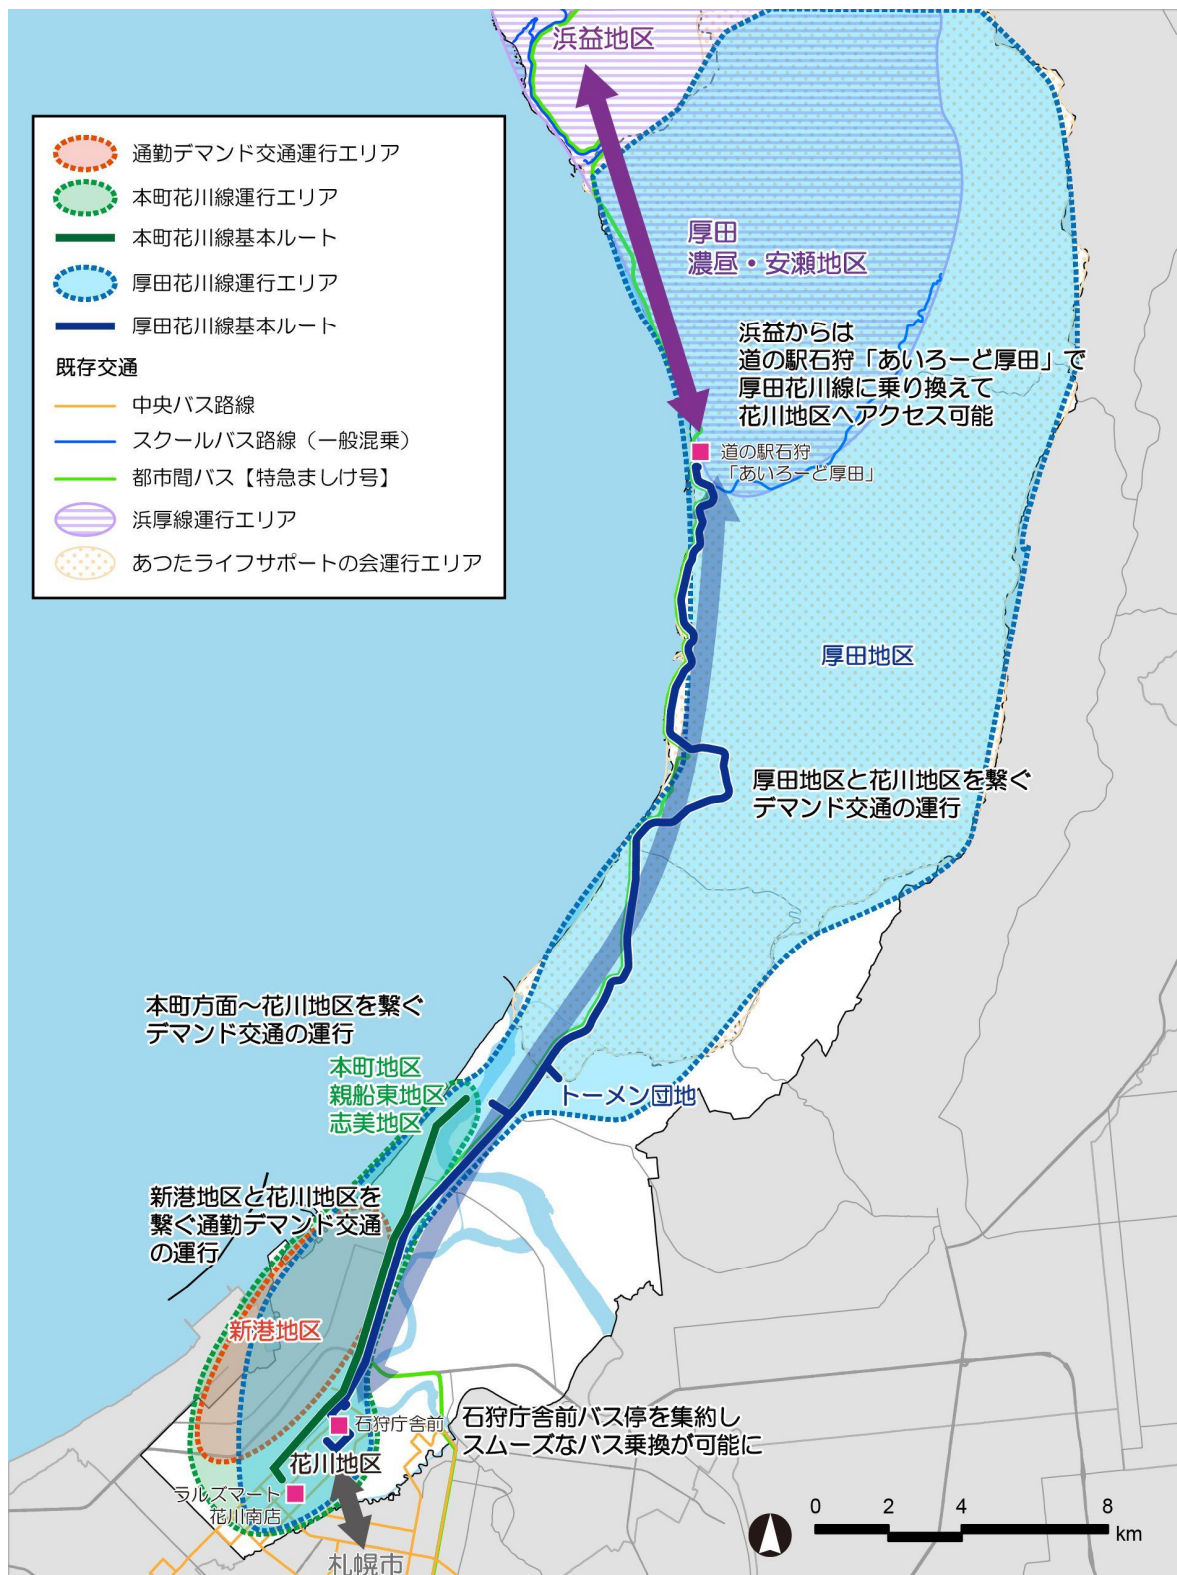 浜益地区
通勤デマンド交通運行エリア
本町花川線運行エリア
本町花川線基本ルート
厚田花川線運行エリア
厚田花川線基本ルート
既存交通
中央バス路線
スクールバス路線（一般混乗）
都市間バス【特急ましけ号】
浜厚線運行エリア
あつたライフサポートの会運行エリア
厚田
濃昼・安瀬地区
浜益からは
道の駅石狩「あいろーど厚田」で
厚田花川線に乗り換えて
花川地区へアクセス可能
道の駅石狩
「あいろーど厚田」
厚田地区
厚田地区と花川地区を繋ぐ
デマンド交通の運行
本町方面～花川地区を繋ぐ
デマンド交通の運行
本町地区
親船東地区
志美地区
トーメン団地
新港地区と花川地区を
繋ぐ通勤デマンド交通
の運行
新港地区
石狩庁舎前
石狩庁舎前バス停を集約し
スムーズなバス乗換が可能に
花川地区
ラルズマート
花川南店
札幌市
0 2 4 8
km